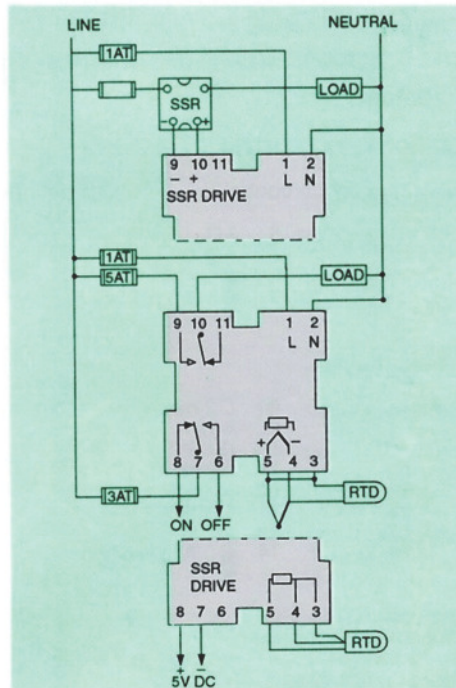 LINE NEUTRAL
1AT
SSR LOAD
- +
9 10 11 1 2
- + L N
SSR DRIVE
1AT
5AT LOAD
9 10 11 1 2
L N
+ -
8 7 6 5 4 3
3AT RTD
ON OFF
SSR
DRIVE
8 7 6 5 4 3
+ - RTD
5V DC